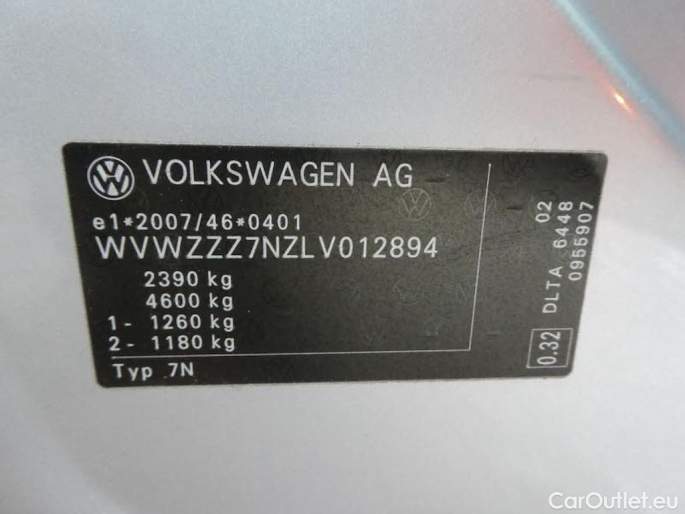 VOLKSWAGEN AG
e1*2007/46*0401
WVWZZZ7NZLV012894
2390 kg
4600 kg
1- 1260 kg
2- 1180 kg
Typ 7N
02
DLTA 6448
0955907
0.32
CarOutlet.eu